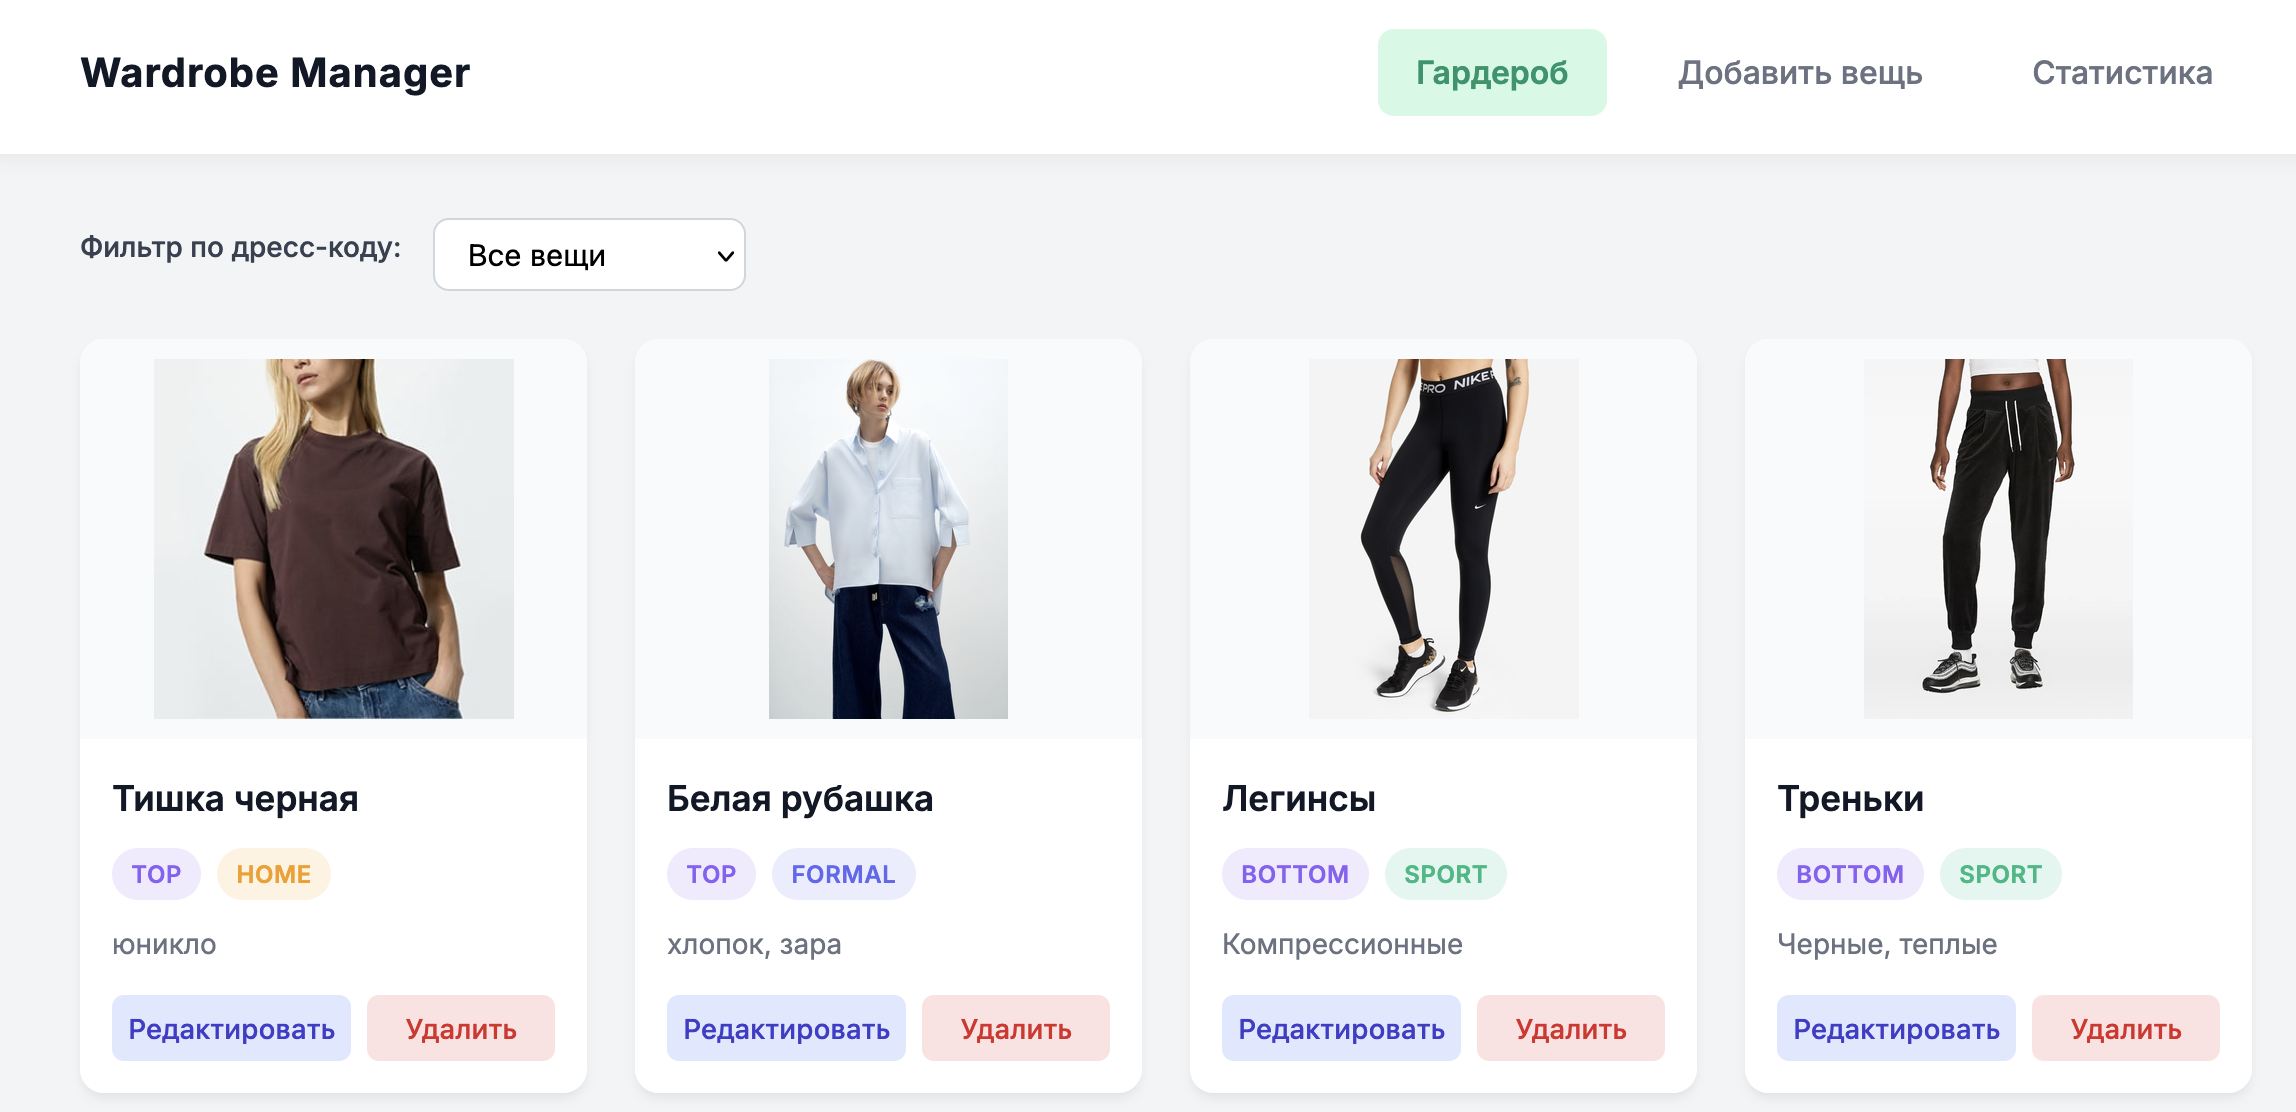 Wardrobe Manager
Гардероб
Добавить вещь
Статистика
Фильтр по дресс-коду:
Все вещи
PRO NIKE
Тишка черная
TOP HOME
юникло
Редактировать Удалить
Белая рубашка
TOP FORMAL
хлопок, зара
Редактировать Удалить
Легинсы
BOTTOM SPORT
Компрессионные
Редактировать Удалить
Треньки
BOTTOM SPORT
Черные, теплые
Редактировать Удалить